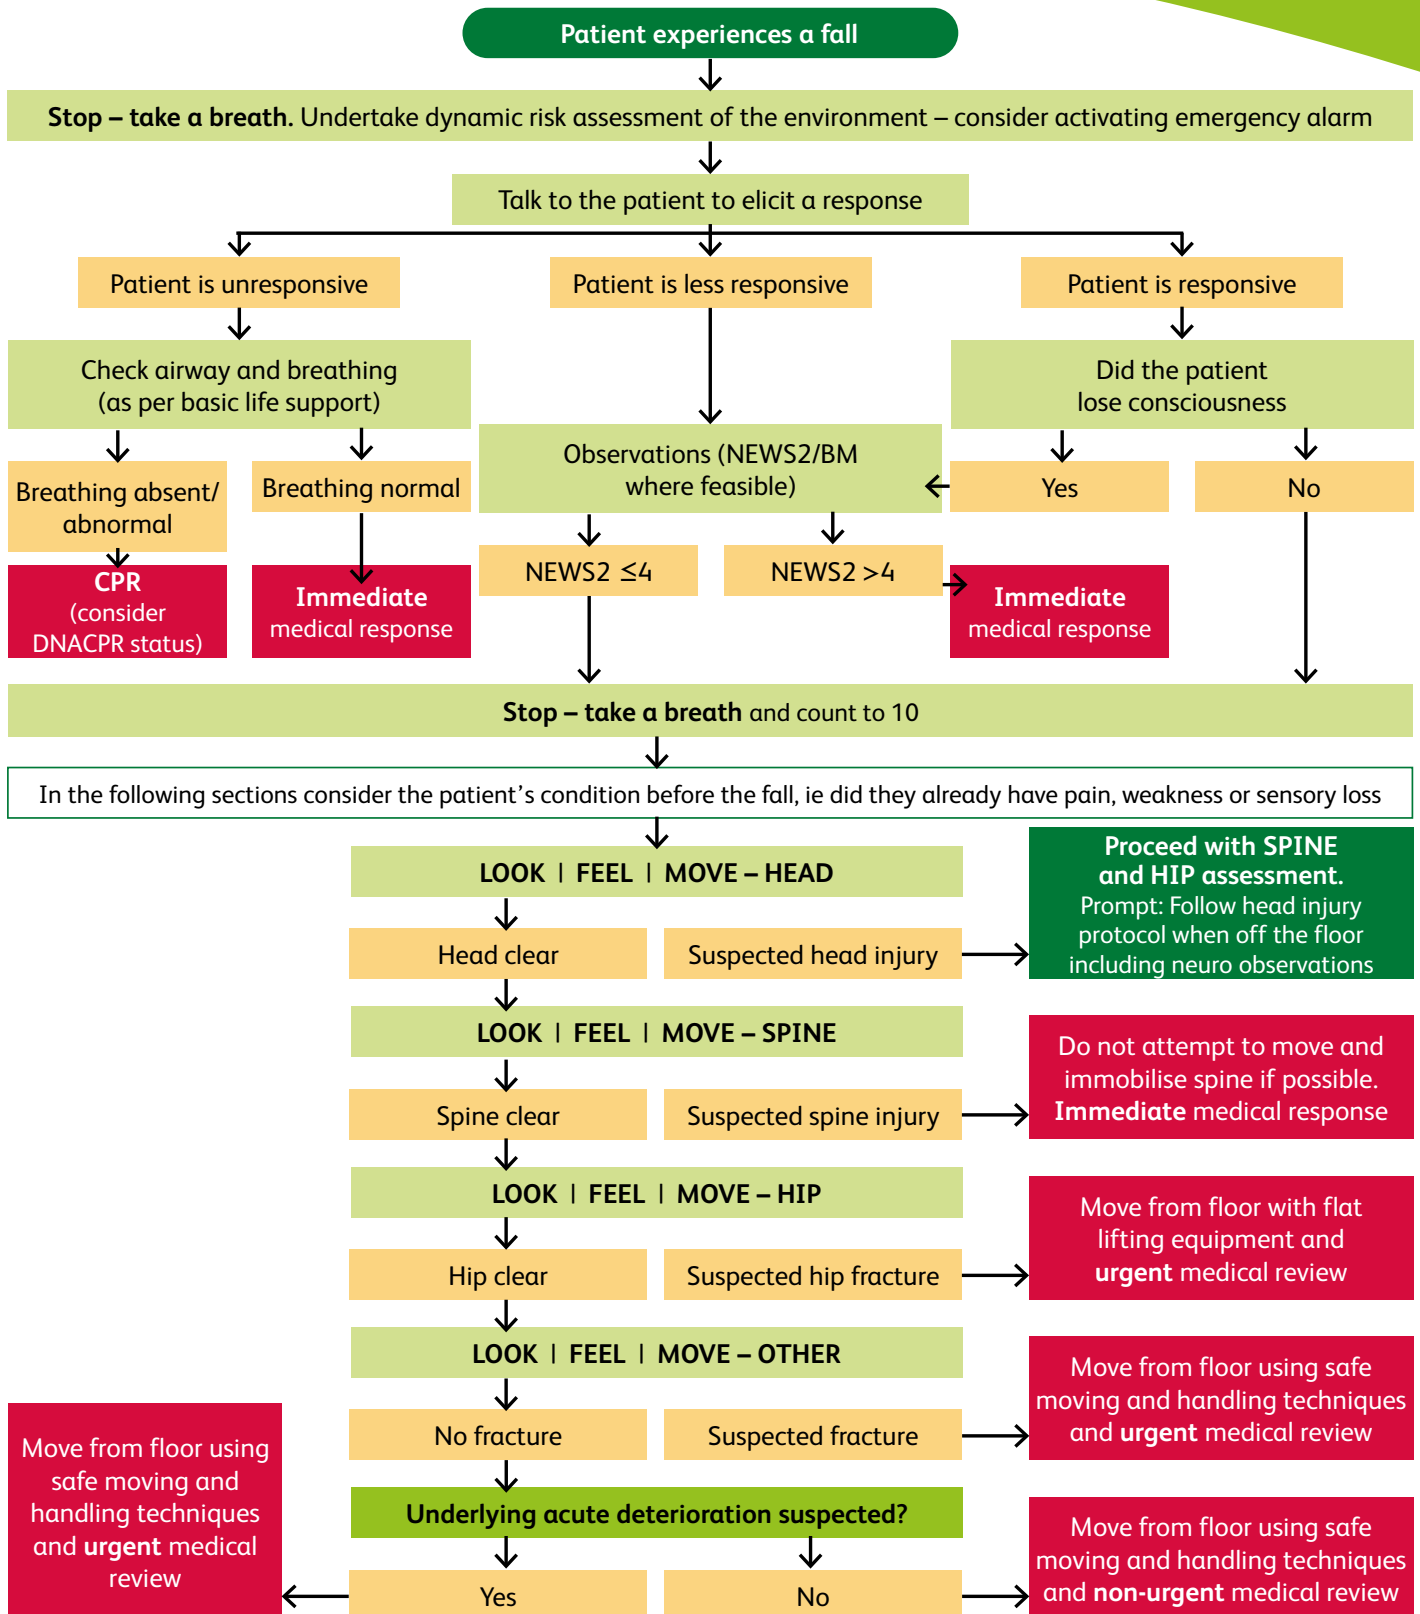 Patient experiences a fall
Stop – take a breath. Undertake dynamic risk assessment of the environment – consider activating emergency alarm
Talk to the patient to elicit a response
Patient is unresponsive
Patient is less responsive
Patient is responsive
Check airway and breathing
(as per basic life support)
Did the patient
lose consciousness
Observations (NEWS2/BM
where feasible)
Breathing absent/
abnormal
Breathing normal
Yes
No
NEWS2 ≤4
NEWS2 >4
CPR
(consider
DNACPR status)
Immediate
medical response
Immediate
medical response
Stop – take a breath and count to 10
In the following sections consider the patient’s condition before the fall, ie did they already have pain, weakness or sensory loss
LOOK | FEEL | MOVE – HEAD
Head clear
Suspected head injury
Proceed with SPINE
and HIP assessment.
Prompt: Follow head injury
protocol when off the floor
including neuro observations
LOOK | FEEL | MOVE – SPINE
Spine clear
Suspected spine injury
Do not attempt to move and
immobilise spine if possible.
Immediate medical response
LOOK | FEEL | MOVE – HIP
Hip clear
Suspected hip fracture
Move from floor with flat
lifting equipment and
urgent medical review
LOOK | FEEL | MOVE – OTHER
No fracture
Suspected fracture
Move from floor using safe
moving and handling techniques
and urgent medical review
Underlying acute deterioration suspected?
Yes
No
Move from floor using
safe moving and
handling techniques
and urgent medical
review
Move from floor using safe
moving and handling techniques
and non-urgent medical review